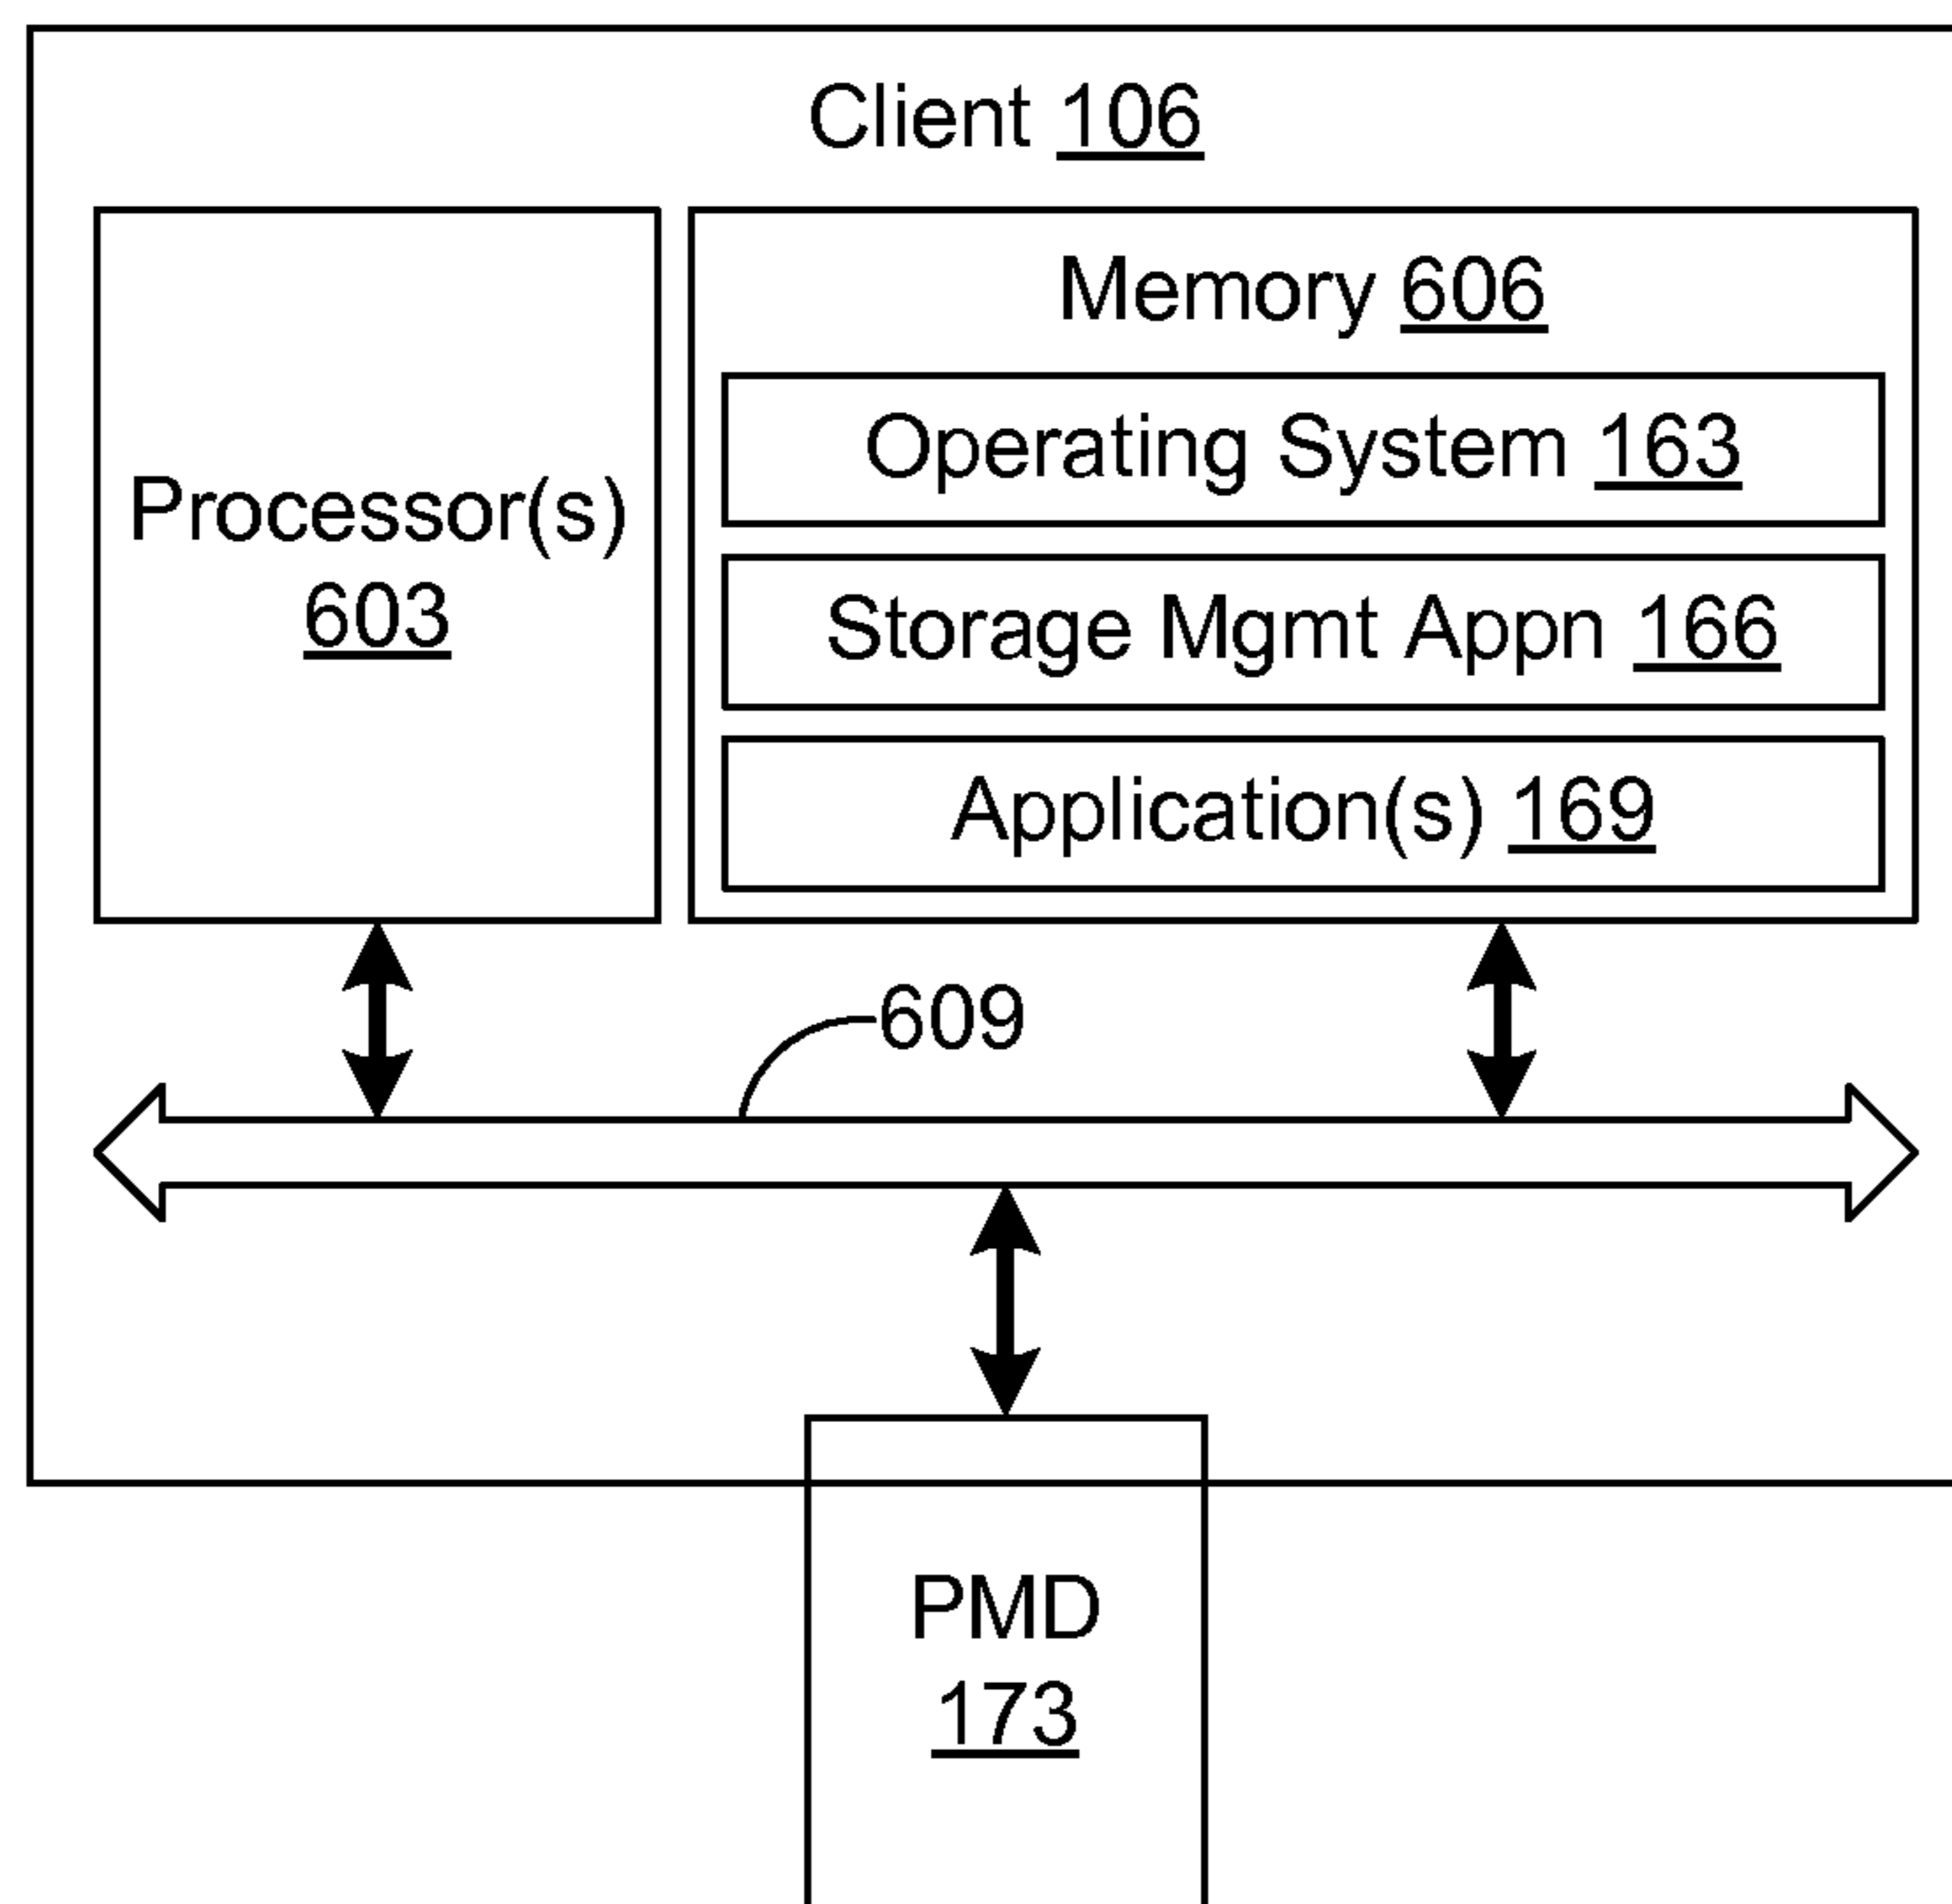 Client 106
Memory 606
Operating System 163
Processor(s)
603
Storage Mgmt Appn 166
Application(s) 169
609
PMD
173